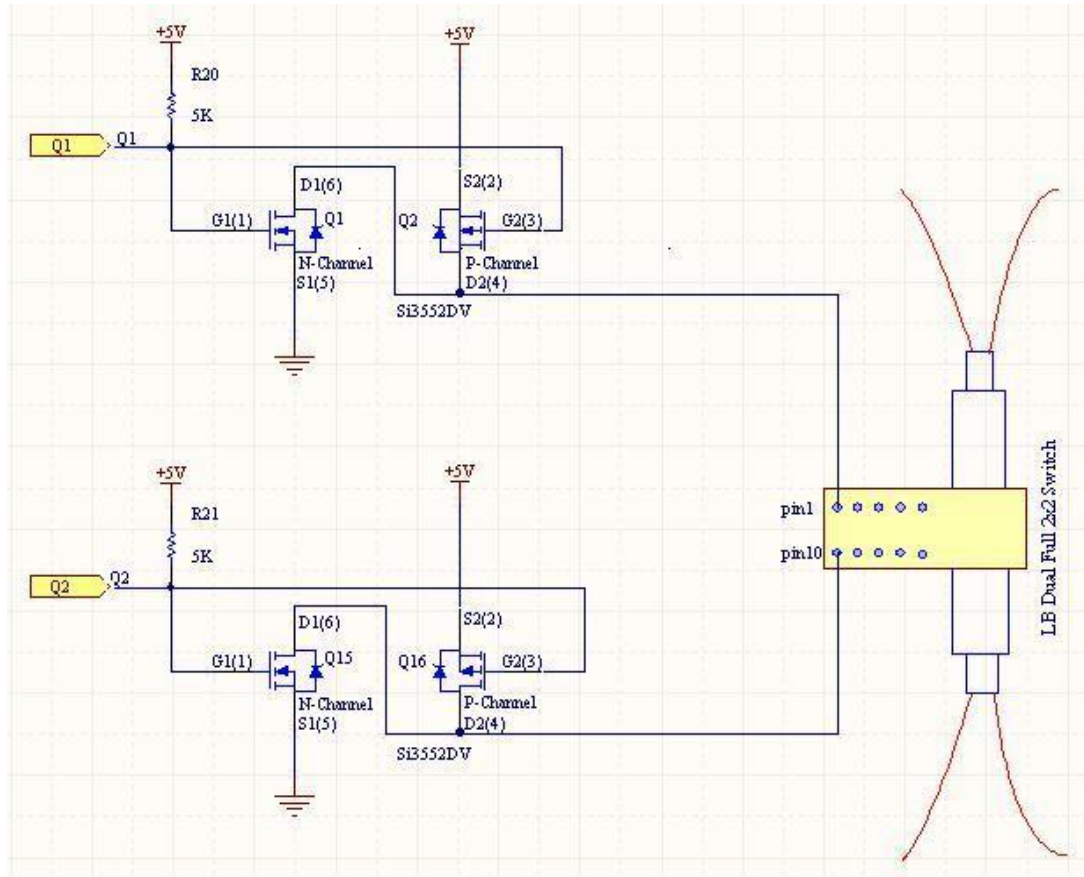 +5V
+5V
R20
5K
Q1
Q1
D1(6)
S2(2)
G1(1)
Q1
Q2
G2(3)
N-Channel
P-Channel
S1(5)
D2(4)
Si3552DV
+5V
+5V
R21
5K
pin1
pin10
LB Dual Full 2x2 Switch
Q2
Q2
D1(6)
S2(2)
G1(1)
Q15
Q16
G2(3)
N-Channel
P-Channel
S1(5)
D2(4)
Si3552DV